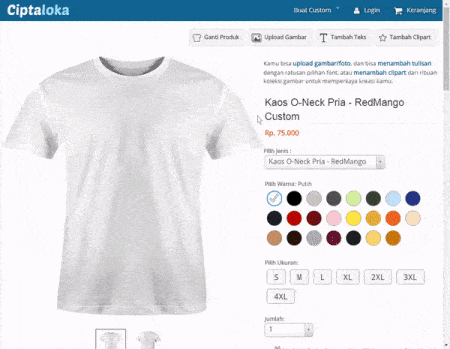 Ciptaloka
Buat Custom
Login
Keranjang
Ganti Produk
Upload Gambar
Tambah Teks
Tambah Clipart
Kamu bisa upload gambar/foto, dan bisa menambah tulisan
dengan ratusan pilihan font, atau menambah clipart dari ribuan
koleksi gambar untuk memperkaya kreasi kamu.
Kaos O-Neck Pria - RedMango
Custom
Rp. 75.000
Pilih Jenis :
Kaos O-Neck Pria - RedMango
Pilih Warna: Putih
Pilih Ukuran:
S M L XL 2XL 3XL
4XL
Jumlah:
1